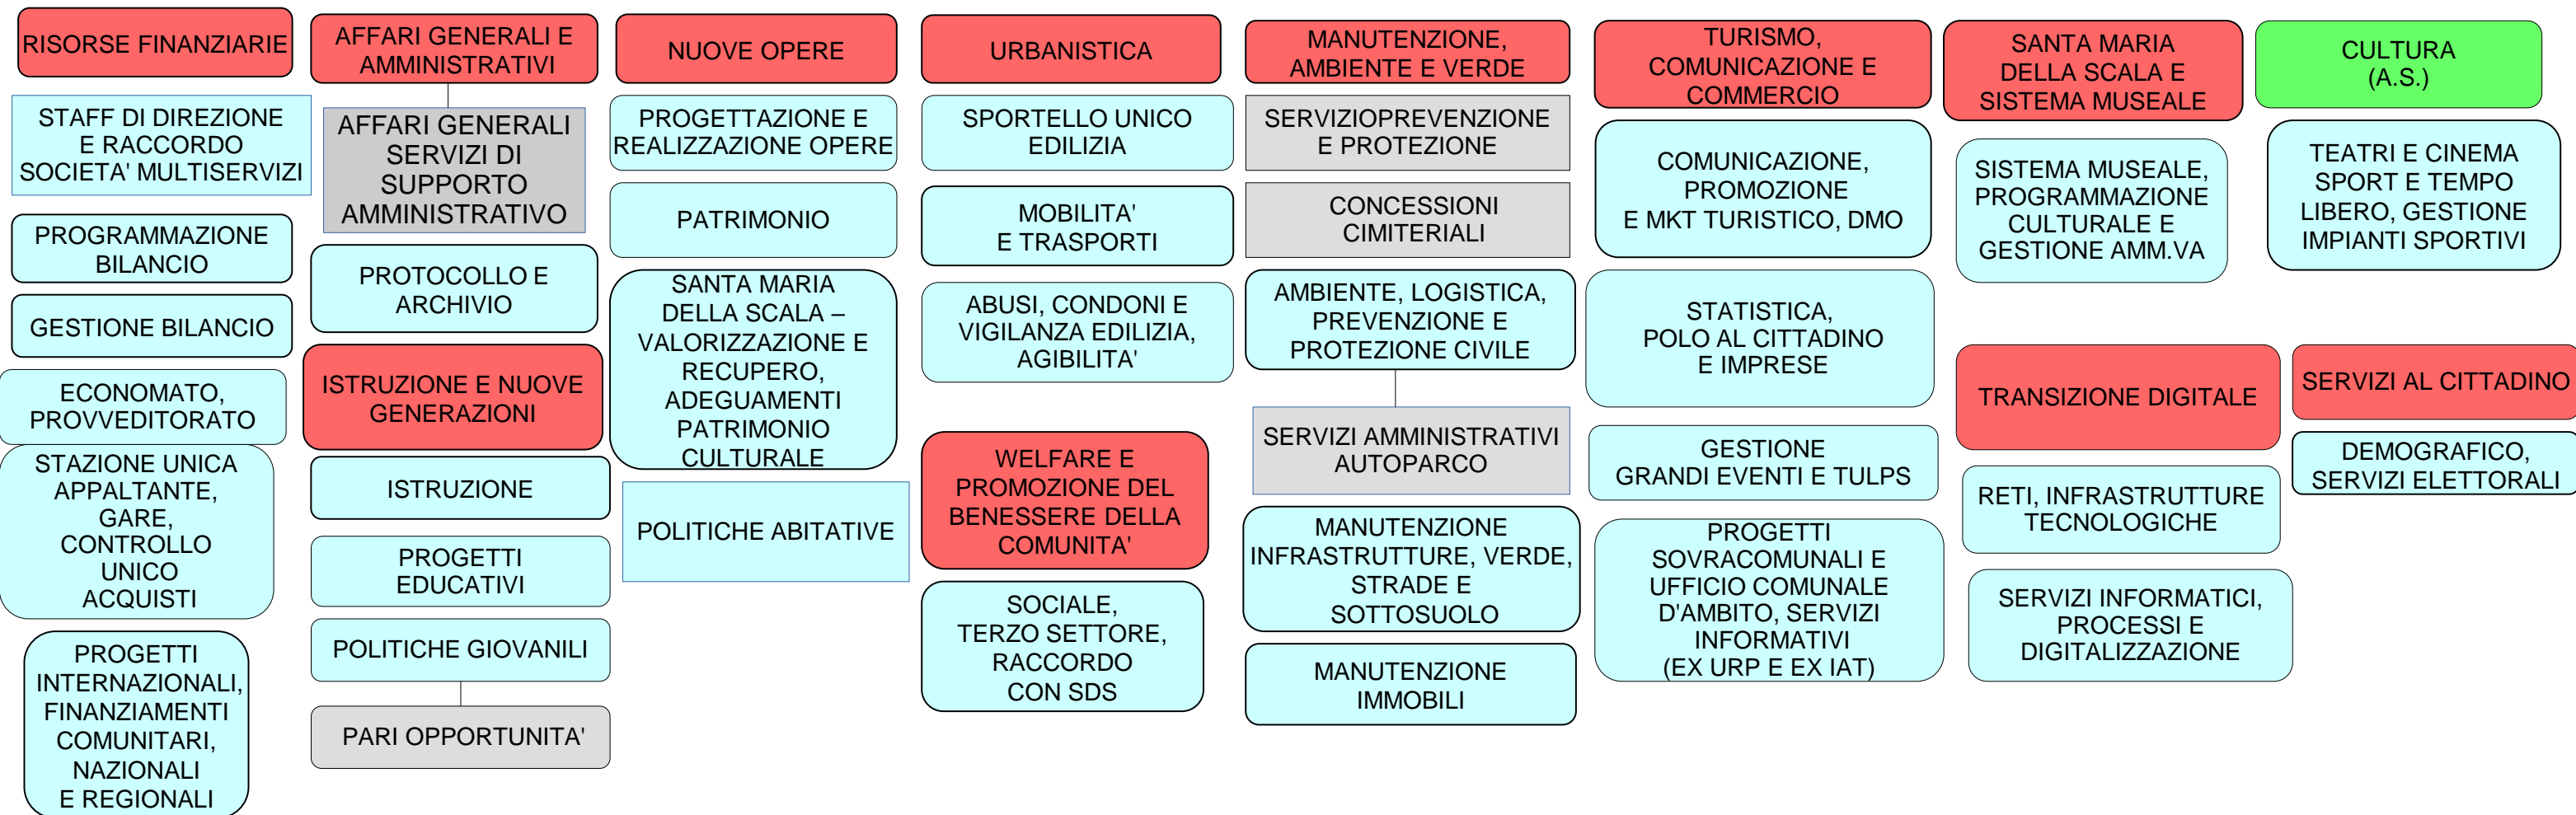 RISORSE FINANZIARIE
STAFF DI DIREZIONE
E RACCORDO
SOCIETA' MULTISERVIZI
PROGRAMMAZIONE
BILANCIO
GESTIONE BILANCIO
ECONOMATO,
PROVVEDITORATO
STAZIONE UNICA
APPALTANTE,
GARE,
CONTROLLO
UNICO
ACQUISTI
PROGETTI
INTERNAZIONALI,
FINANZIAMENTI
COMUNITARI,
NAZIONALI
E REGIONALI
AFFARI GENERALI E
AMMINISTRATIVI
AFFARI GENERALI
SERVIZI DI
SUPPORTO
AMMINISTRATIVO
PROTOCOLLO E
ARCHIVIO
ISTRUZIONE E NUOVE
GENERAZIONI
ISTRUZIONE
PROGETTI
EDUCATIVI
POLITICHE GIOVANILI
PARI OPPORTUNITA'
NUOVE OPERE
PROGETTAZIONE E
REALIZZAZIONE OPERE
PATRIMONIO
SANTA MARIA
DELLA SCALA –
VALORIZZAZIONE E
RECUPERO,
ADEGUAMENTI
PATRIMONIO
CULTURALE
POLITICHE ABITATIVE
URBANISTICA
SPORTELLO UNICO
EDILIZIA
MOBILITA'
E TRASPORTI
ABUSI, CONDONI E
VIGILANZA EDILIZIA,
AGIBILITA'
WELFARE E
PROMOZIONE DEL
BENESSERE DELLA
COMUNITA'
SOCIALE,
TERZO SETTORE,
RACCORDO
CON SDS
MANUTENZIONE,
AMBIENTE E VERDE
SERVIZIOPREVENZIONE
E PROTEZIONE
CONCESSIONI
CIMITERIALI
AMBIENTE, LOGISTICA,
PREVENZIONE E
PROTEZIONE CIVILE
SERVIZI AMMINISTRATIVI
AUTOPARCO
MANUTENZIONE
INFRASTRUTTURE, VERDE,
STRADE E
SOTTOSUOLO
MANUTENZIONE
IMMOBILI
TURISMO,
COMUNICAZIONE E
COMMERCIO
COMUNICAZIONE,
PROMOZIONE
E MKT TURISTICO, DMO
STATISTICA,
POLO AL CITTADINO
E IMPRESE
GESTIONE
GRANDI EVENTI E TULPS
PROGETTI
SOVRACOMUNALI E
UFFICIO COMUNALE
D'AMBITO, SERVIZI
INFORMATIVI
(EX URP E EX IAT)
SANTA MARIA
DELLA SCALA E
SISTEMA MUSEALE
SISTEMA MUSEALE,
PROGRAMMAZIONE
CULTURALE E
GESTIONE AMM.VA
TRANSIZIONE DIGITALE
RETI, INFRASTRUTTURE
TECNOLOGICHE
SERVIZI INFORMATICI,
PROCESSI E
DIGITALIZZAZIONE
CULTURA
(A.S.)
TEATRI E CINEMA
SPORT E TEMPO
LIBERO, GESTIONE
IMPIANTI SPORTIVI
SERVIZI AL CITTADINO
DEMOGRAFICO,
SERVIZI ELETTORALI